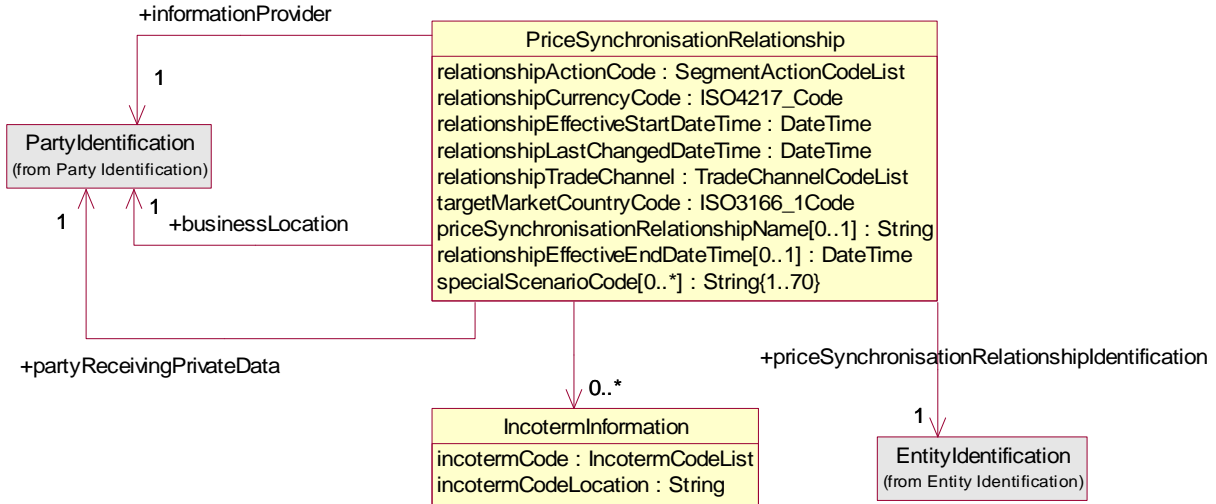 +informationProvider
1
PriceSynchronisationRelationship
relationshipActionCode : SegmentActionCodeList
relationshipCurrencyCode : ISO4217_Code
relationshipEffectiveStartDateTime : DateTime
relationshipLastChangedDateTime : DateTime
relationshipTradeChannel : TradeChannelCodeList
targetMarketCountryCode : ISO3166_1Code
priceSynchronisationRelationshipName[0..1] : String
relationshipEffectiveEndDateTime[0..1] : DateTime
specialScenarioCode[0..*] : String{1..70}
PartyIdentification
(from Party Identification)
1
1
+businessLocation
+partyReceivingPrivateData
+priceSynchronisationRelationshipIdentification
0..*
1
IncotermInformation
incotermCode : IncotermCodeList
incotermCodeLocation : String
EntityIdentification
(from Entity Identification)